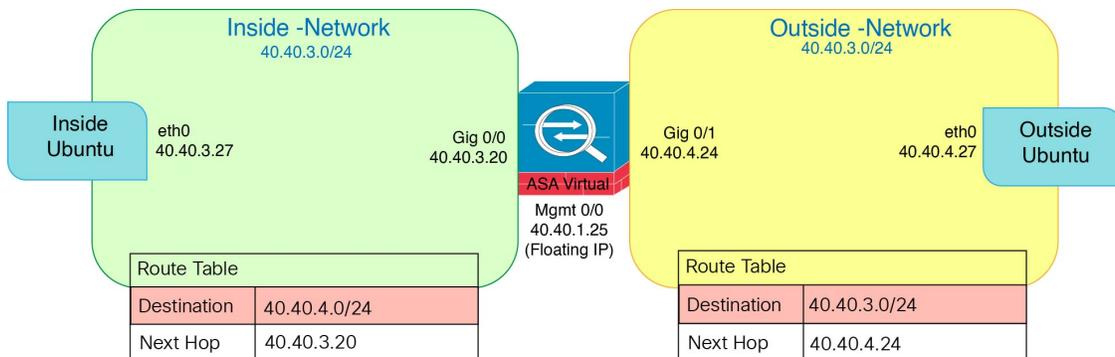 Inside -Network
40.40.3.0/24
Outside -Network
40.40.3.0/24
Inside
Ubuntu
eth0
40.40.3.27
Gig 0/0
40.40.3.20
ASA Virtual
Mgmt 0/0
40.40.1.25
(Floating IP)
Gig 0/1
40.40.4.24
eth0
40.40.4.27
Outside
Ubuntu
Route Table
Destination 40.40.4.0/24
Next Hop 40.40.3.20
Route Table
Destination 40.40.3.0/24
Next Hop 40.40.4.24